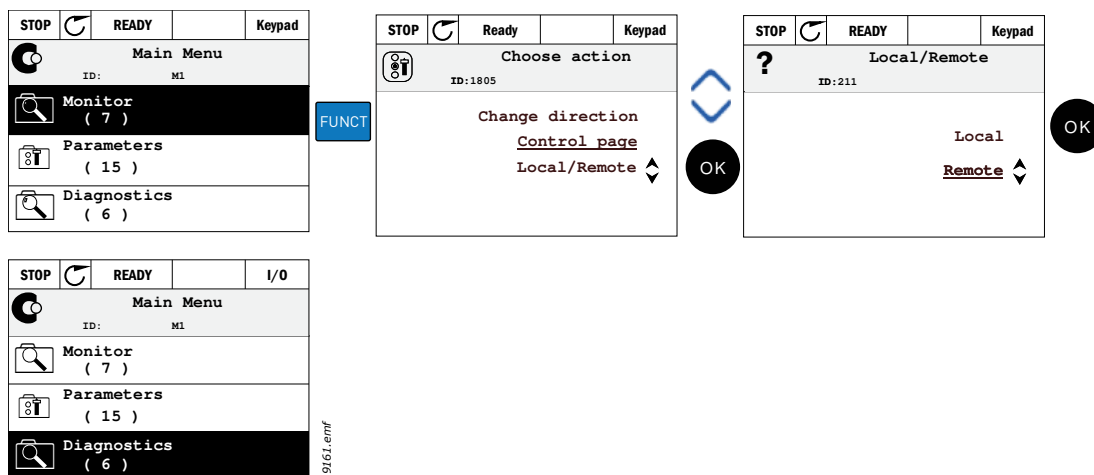 STOP READY Keypad
Main Menu
ID: M1
Monitor
( 7 )
Parameters
( 15 )
Diagnostics
( 6 )
FUNCT
STOP Ready Keypad
Choose action
ID:1805
Change direction
Control page
Local/Remote
OK
STOP READY Keypad
?
Local/Remote
ID:211
Local
Remote
OK
STOP READY I/O
Main Menu
ID: M1
Monitor
( 7 )
Parameters
( 15 )
Diagnostics
( 6 )
9161.emf